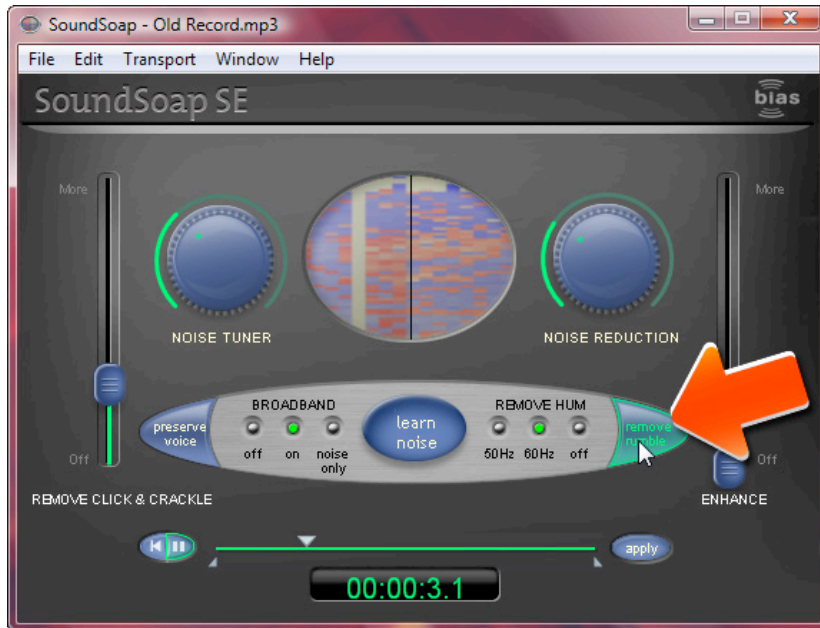 SoundSoap - Old Record.mp3
File Edit Transport Window Help
SoundSoap SE
bias
More
More
NOISE TUNER
NOISE REDUCTION
BROADBAND
REMOVE HUM
preserve
voice
learn
noise
remove
rumble
off on noise
only
50Hz 60Hz off
Off
Off
REMOVE CLICK & CRACKLE
ENHANCE
apply
00:00:3.1